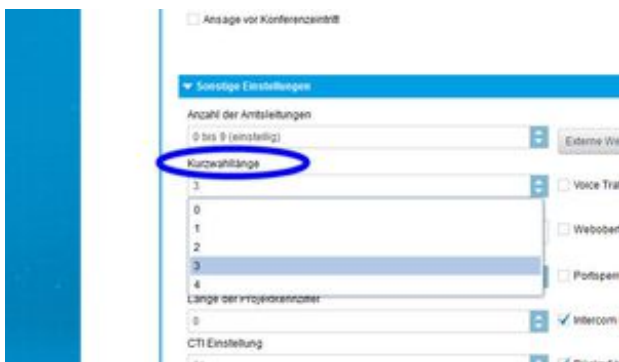 Ansage vor Konferenzeintritt
Sonstige Einstellungen
Anzahl der Amtsleitungen
0 bis 9 (einstellig)
Externe We
Kurzwahllänge
3
Voice Tra
0
1
Webober
2
3
Portsperr
4
Länge der Projektkennziffer
0
Intercom
CTI Einstellung